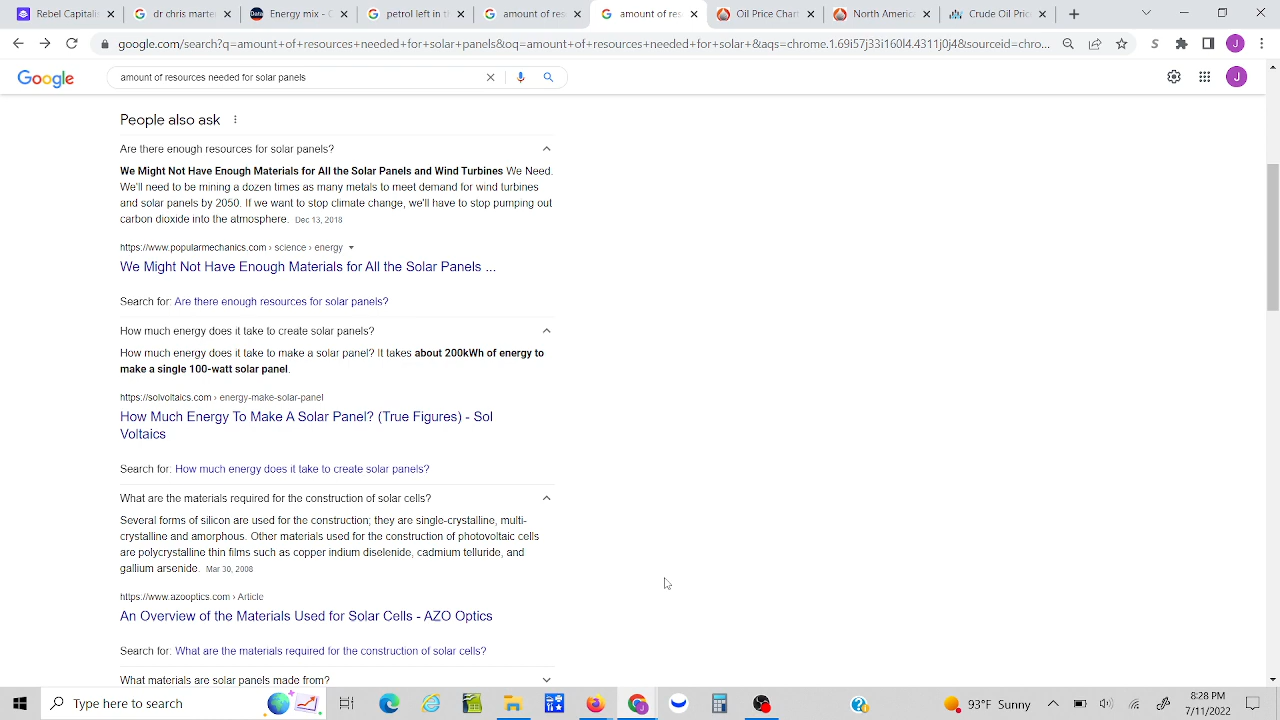 Rebel Capitali
dr chris marter
Data
Energy mix - O
petrol lab in th
amount of res
amount of res
Oil Price Char
North America
Crude Oil Price
google.com/search?q=amount+of+resources+needed+for+solar+panels&oq=amount+of+resources+needed+for+solar+&aqs=chrome.1.69i57j33i160l4.4311j0j4&sourceid=chro...
S
J
Google
amount of resources needed for solar panels
J
People also ask
Are there enough resources for solar panels?
We Might Not Have Enough Materials for All the Solar Panels and Wind Turbines We Need.
We'll need to be mining a dozen times as many metals to meet demand for wind turbines
and solar panels by 2050. If we want to stop climate change, we'll have to stop pumping out
carbon dioxide into the atmosphere. Dec 13, 2018
https://www.popularmechanics.com › science › energy
We Might Not Have Enough Materials for All the Solar Panels ...
Search for: Are there enough resources for solar panels?
How much energy does it take to create solar panels?
How much energy does it take to make a solar panel? It takes about 200kWh of energy to
make a single 100-watt solar panel.
https://solvoltaics.com › energy-make-solar-panel
How Much Energy To Make A Solar Panel? (True Figures) - Sol
Voltaics
Search for: How much energy does it take to create solar panels?
What are the materials required for the construction of solar cells?
Several forms of silicon are used for the construction; they are single-crystalline, multi-
crystalline and amorphous. Other materials used for the construction of photovoltaic cells
are polycrystalline thin films such as copper indium diselenide, cadmium telluride, and
gallium arsenide. Mar 30, 2008
https://www.azooptics.com › Article
An Overview of the Materials Used for Solar Cells - AZO Optics
Search for: What are the materials required for the construction of solar cells?
What materials are solar panels made from?
Type here to search
93°F Sunny
8:28 PM
7/11/2022